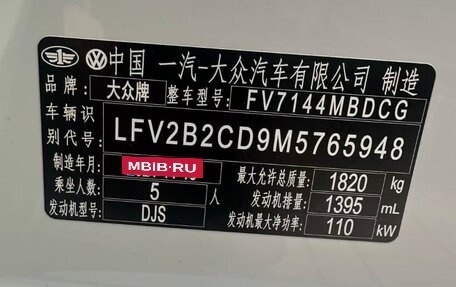 中国 一汽-大众汽车有限公司 制造
品牌: 大众牌 整车型号: FV7144MBDCG
车辆识
别代号: LFV2B2CD9M5765948
制造年月: MBIB.RU 最大允许总质量: 1820 kg
乘坐人数: 5 人 发动机排量: 1395 mL
发动机型号: DJS 发动机最大净功率: 110 kW